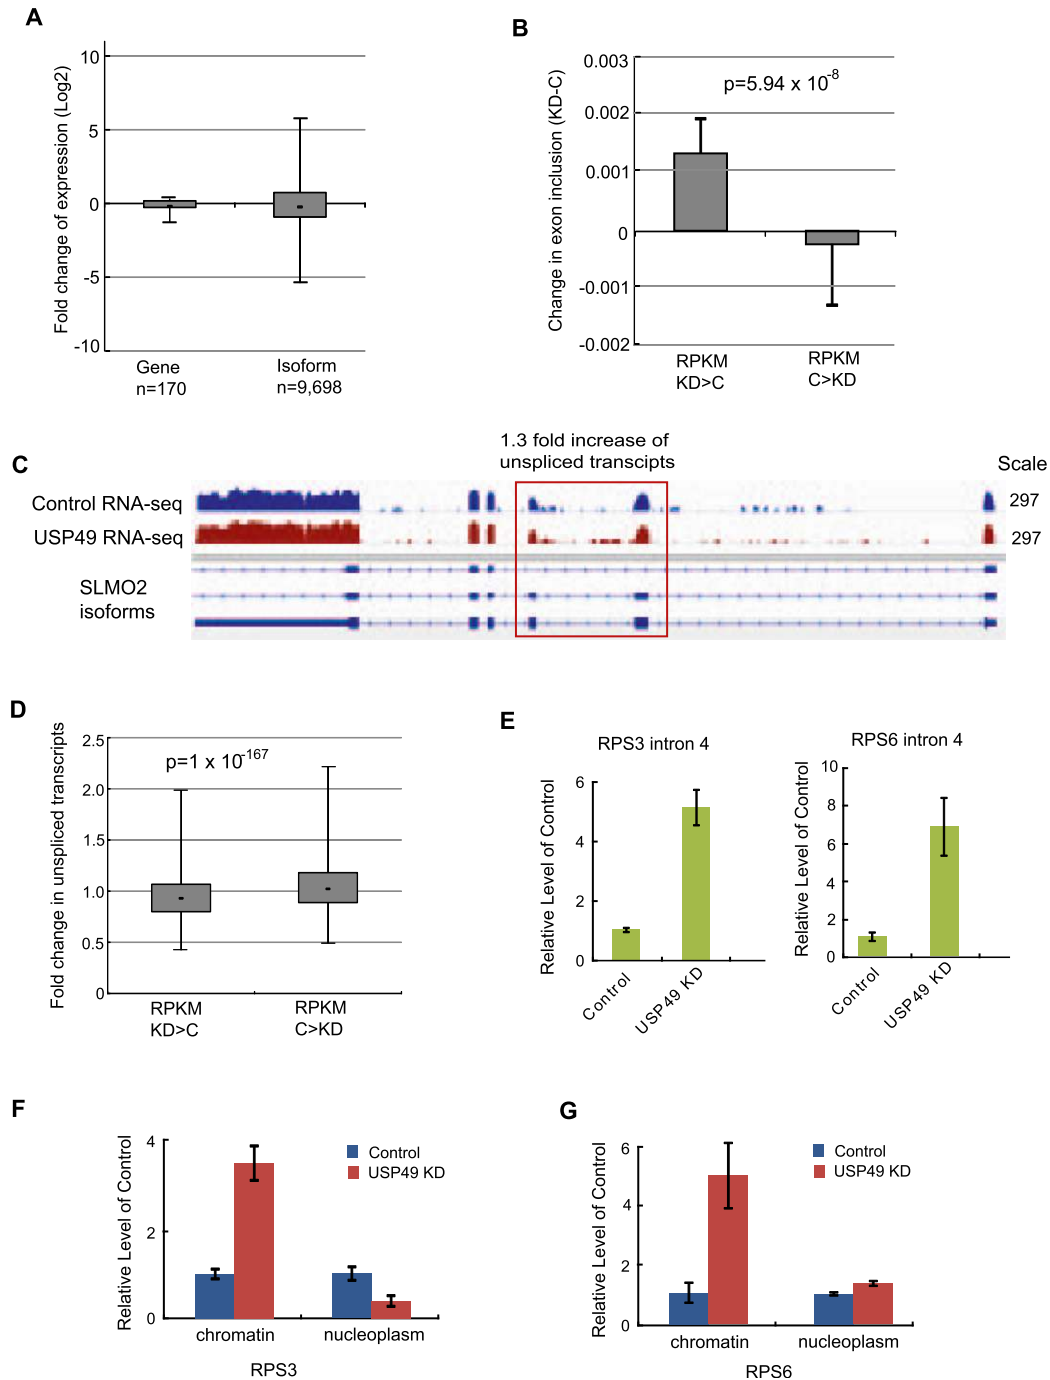 A
Fold change of expression (Log2)
10
5
0
-5
-10
Gene
n=170
Isoform
n=9,698
B
Change in exon inclusion (KD-C)
0.003
0.002
0.001
0
-0.001
-0.002
p=5.94 x 10-8
RPKM
KD>C
RPKM
C>KD
C
1.3 fold increase of
unspliced transcipts
Scale
Control RNA-seq
297
USP49 RNA-seq
297
SLMO2
isoforms
D
Fold change in unspliced transcripts
2.5
2.0
1.5
1.0
0.5
0
p=1 x 10-167
RPKM
KD>C
RPKM
C>KD
E
RPS3 intron 4
Relative Level of Control
6
4
2
0
Control
USP49 KD
RPS6 intron 4
Relative Level of Control
10
8
6
4
2
0
Control
USP49 KD
F
Relative Level of Control
4
2
0
Control
USP49 KD
chromatin
nucleoplasm
RPS3
G
Relative Level of Control
6
4
2
0
Control
USP49 KD
chromatin
nucleoplasm
RPS6